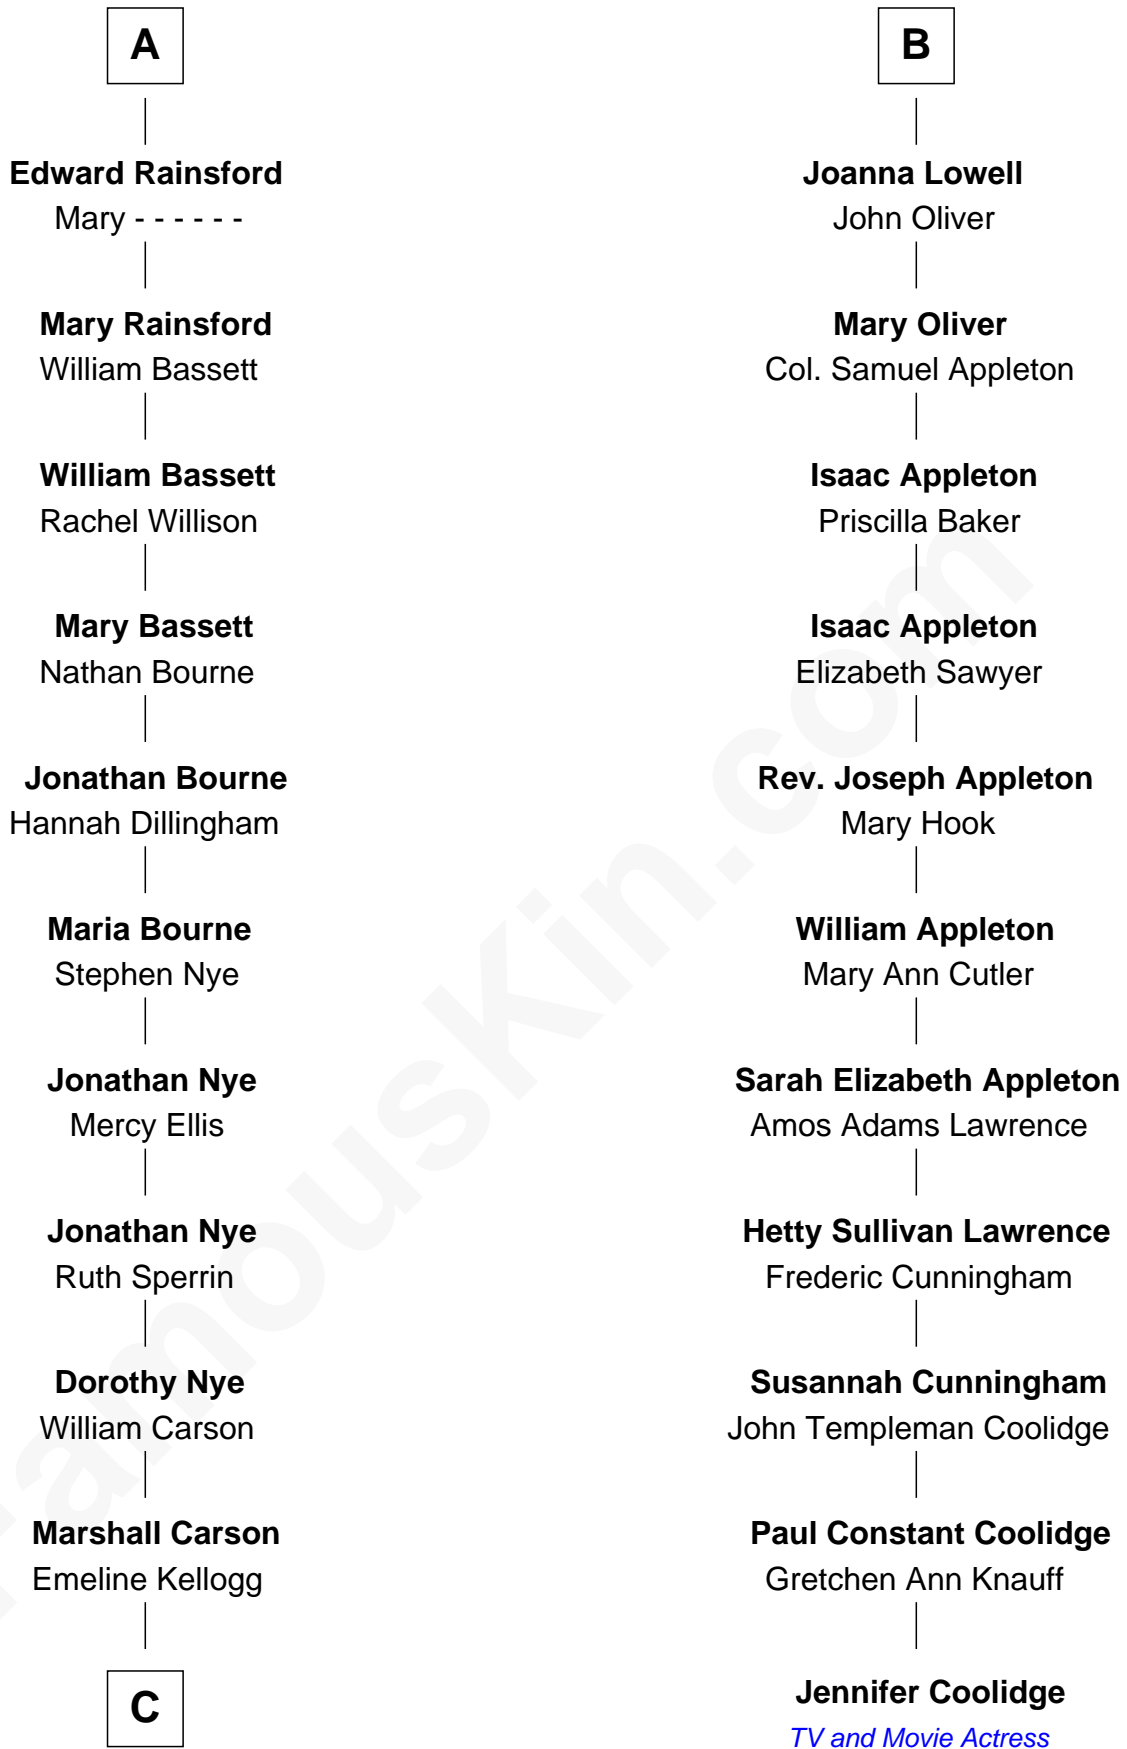 A
Edward Rainsford
Mary - - - - - -
Mary Rainsford
William Bassett
William Bassett
Rachel Willison
Mary Bassett
Nathan Bourne
Jonathan Bourne
Hannah Dillingham
Maria Bourne
Stephen Nye
Jonathan Nye
Mercy Ellis
Jonathan Nye
Ruth Sperrin
Dorothy Nye
William Carson
Marshall Carson
Emeline Kellogg
C
B
Joanna Lowell
John Oliver
Mary Oliver
Col. Samuel Appleton
Isaac Appleton
Priscilla Baker
Isaac Appleton
Elizabeth Sawyer
Rev. Joseph Appleton
Mary Hook
William Appleton
Mary Ann Cutler
Sarah Elizabeth Appleton
Amos Adams Lawrence
Hetty Sullivan Lawrence
Frederic Cunningham
Susannah Cunningham
John Templeman Coolidge
Paul Constant Coolidge
Gretchen Ann Knauff
Jennifer Coolidge
TV and Movie Actress
FamousKin.com